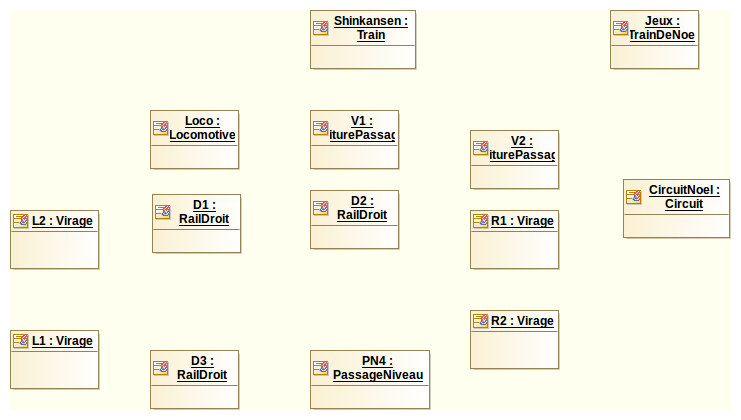 Shinkansen :
Train
Jeux :
TrainDeNoe
Loco :
Locomotive
V1 :
iturePassag
V2 :
iturePassag
D1 :
RailDroit
D2 :
RailDroit
CircuitNoel :
Circuit
L2 : Virage
R1 : Virage
L1 : Virage
R2 : Virage
D3 :
RailDroit
PN4 :
PassageNiveau